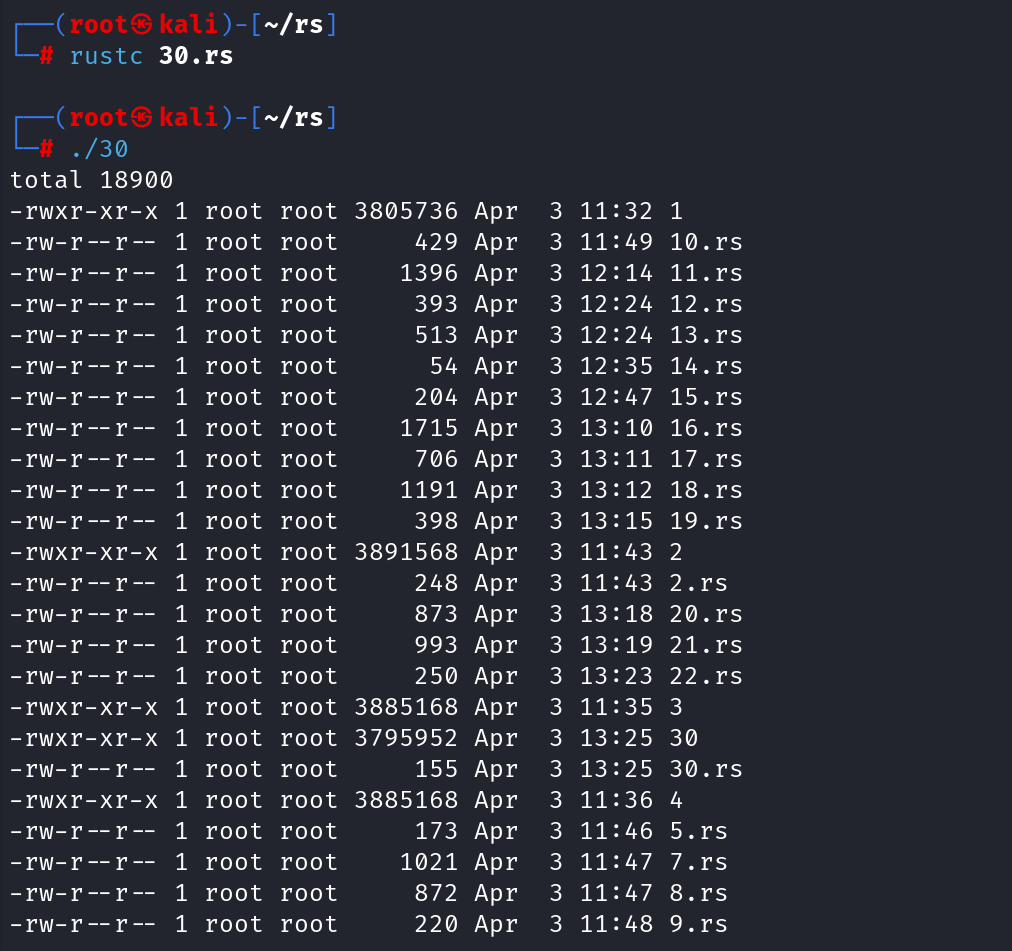 ┌──(root㉿kali)-[~/rs]
└─# rustc 30.rs

┌──(root㉿kali)-[~/rs]
└─# ./30
total 18900
-rwxr-xr-x 1 root root 3805736 Apr  3 11:32 1
-rw-r--r-- 1 root root     429 Apr  3 11:49 10.rs
-rw-r--r-- 1 root root    1396 Apr  3 12:14 11.rs
-rw-r--r-- 1 root root     393 Apr  3 12:24 12.rs
-rw-r--r-- 1 root root     513 Apr  3 12:24 13.rs
-rw-r--r-- 1 root root      54 Apr  3 12:35 14.rs
-rw-r--r-- 1 root root     204 Apr  3 12:47 15.rs
-rw-r--r-- 1 root root    1715 Apr  3 13:10 16.rs
-rw-r--r-- 1 root root     706 Apr  3 13:11 17.rs
-rw-r--r-- 1 root root    1191 Apr  3 13:12 18.rs
-rw-r--r-- 1 root root     398 Apr  3 13:15 19.rs
-rwxr-xr-x 1 root root 3891568 Apr  3 11:43 2
-rw-r--r-- 1 root root     248 Apr  3 11:43 2.rs
-rw-r--r-- 1 root root     873 Apr  3 13:18 20.rs
-rw-r--r-- 1 root root     993 Apr  3 13:19 21.rs
-rw-r--r-- 1 root root     250 Apr  3 13:23 22.rs
-rwxr-xr-x 1 root root 3885168 Apr  3 11:35 3
-rwxr-xr-x 1 root root 3795952 Apr  3 13:25 30
-rw-r--r-- 1 root root     155 Apr  3 13:25 30.rs
-rwxr-xr-x 1 root root 3885168 Apr  3 11:36 4
-rw-r--r-- 1 root root     173 Apr  3 11:46 5.rs
-rw-r--r-- 1 root root    1021 Apr  3 11:47 7.rs
-rw-r--r-- 1 root root     872 Apr  3 11:47 8.rs
-rw-r--r-- 1 root root     220 Apr  3 11:48 9.rs